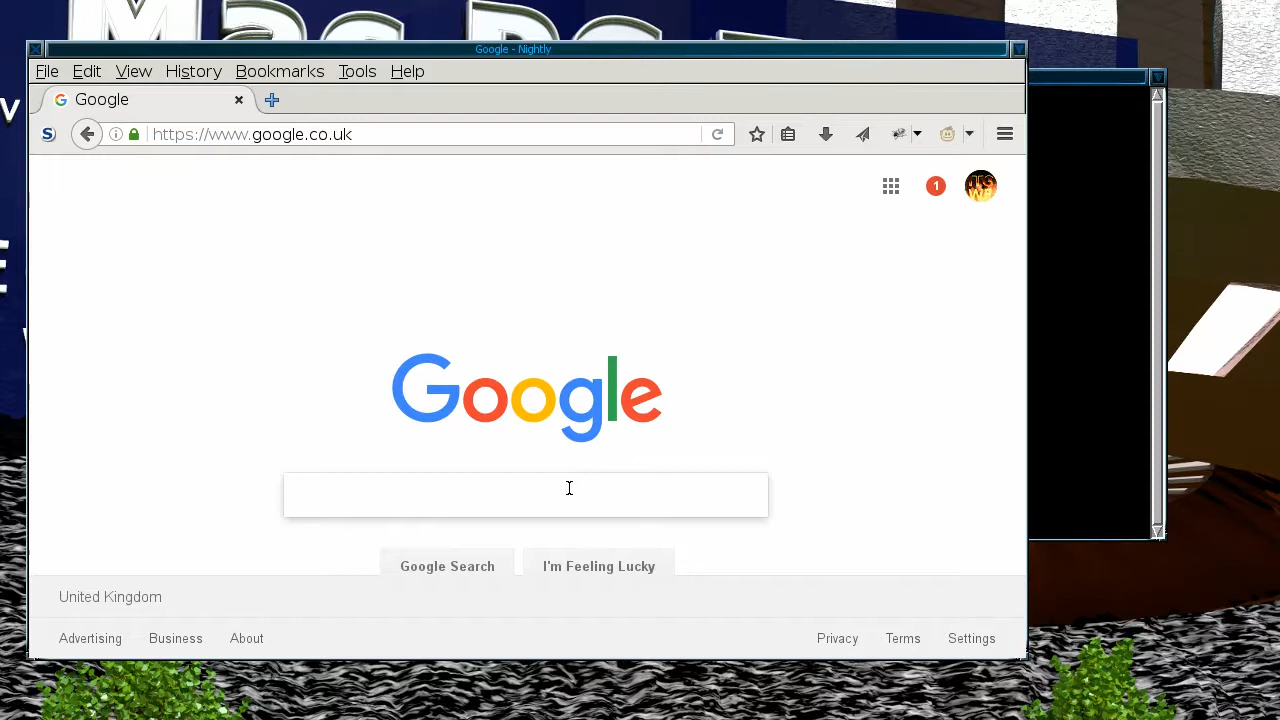 Google - Nightly
File Edit View History Bookmarks Tools Help
Google
https://www.google.co.uk
1
Google
Google Search I'm Feeling Lucky
United Kingdom
Advertising Business About Privacy Terms Settings